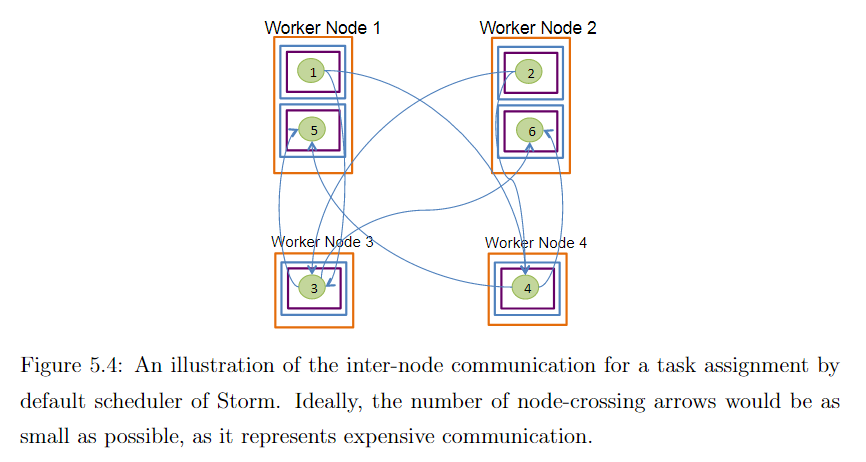 Worker Node 1
Worker Node 2
1
2
5
6
Worker Node 3
Worker Node 4
3
4
Figure 5.4: An illustration of the inter-node communication for a task assignment by
default scheduler of Storm. Ideally, the number of node-crossing arrows would be as
small as possible, as it represents expensive communication.